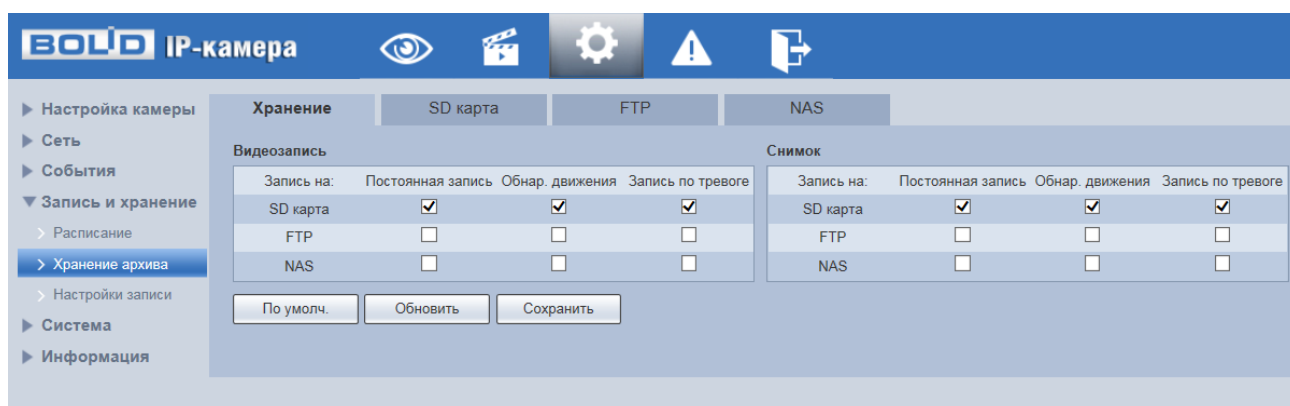 BOLID IP-камера
Настройка камеры
Сеть
События
Запись и хранение
Расписание
Хранение архива
Настройки записи
Система
Информация
Хранение SD карта FTP NAS
Видеозапись
Запись на: Постоянная запись Обнар. движения Запись по тревоге
SD карта
FTP
NAS
Снимок
Запись на: Постоянная запись Обнар. движения Запись по тревоге
SD карта
FTP
NAS
По умолч. Обновить Сохранить